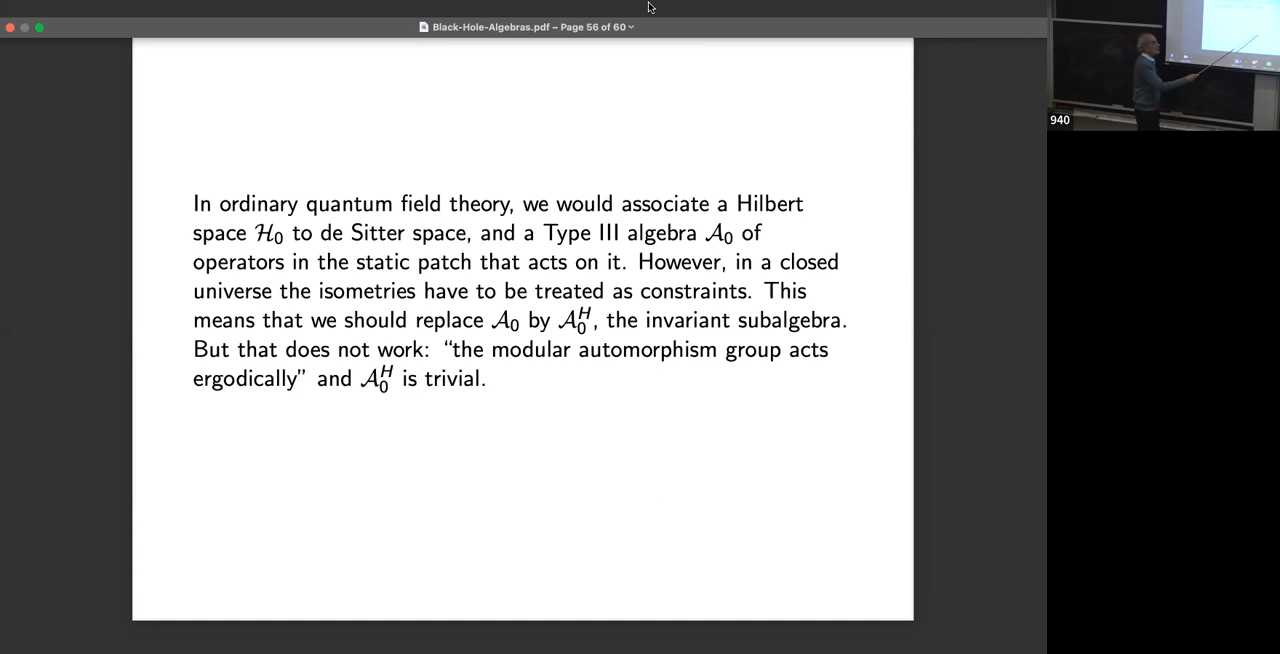 Black-Hole-Algebras.pdf – Page 56 of 60
In ordinary quantum field theory, we would associate a Hilbert
space ℋ₀ to de Sitter space, and a Type III algebra 𝒜₀ of
operators in the static patch that acts on it. However, in a closed
universe the isometries have to be treated as constraints. This
means that we should replace 𝒜₀ by 𝒜₀ᴴ, the invariant subalgebra.
But that does not work: “the modular automorphism group acts
ergodically” and 𝒜₀ᴴ is trivial.
940